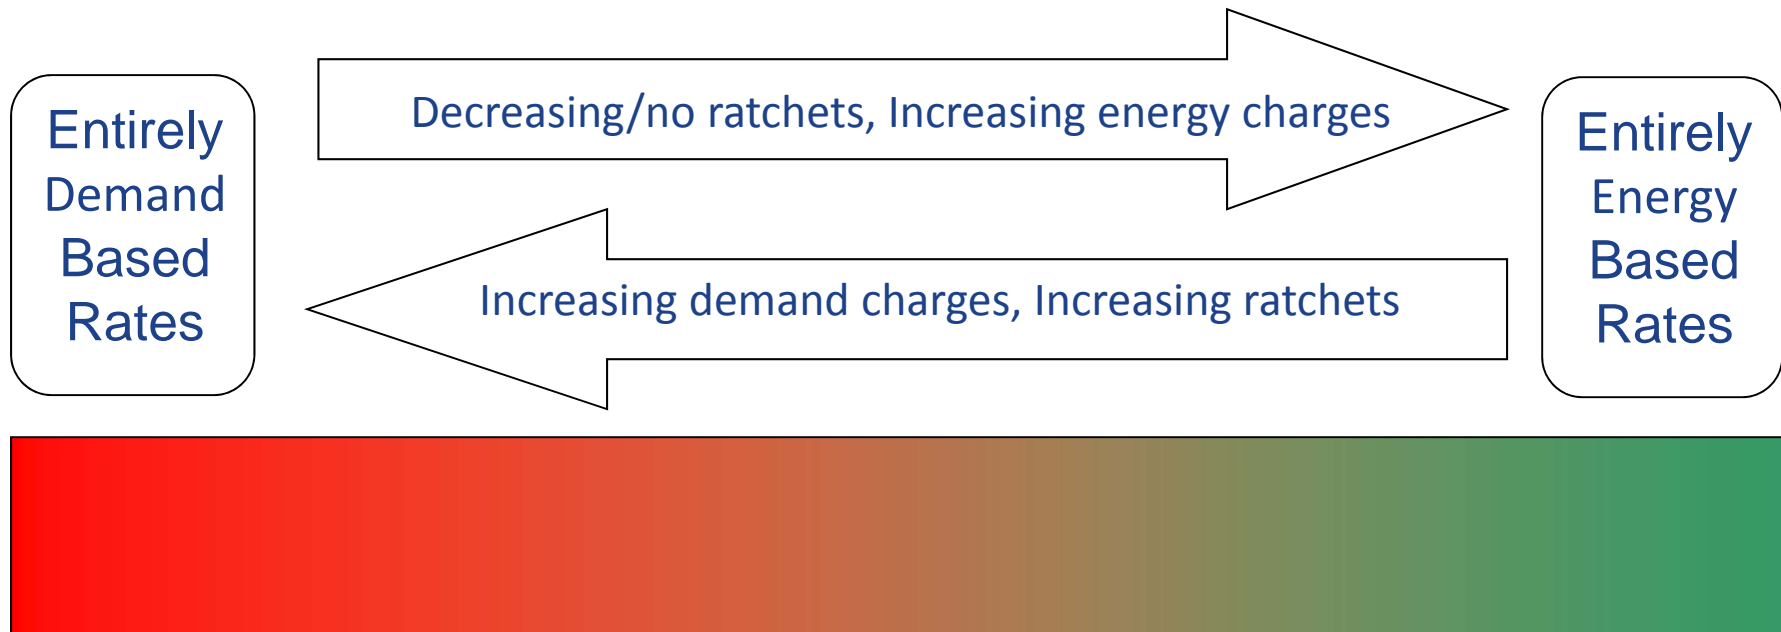 Entirely
Demand
Based
Rates
Decreasing/no ratchets, Increasing energy charges
Increasing demand charges, Increasing ratchets
Entirely
Energy
Based
Rates